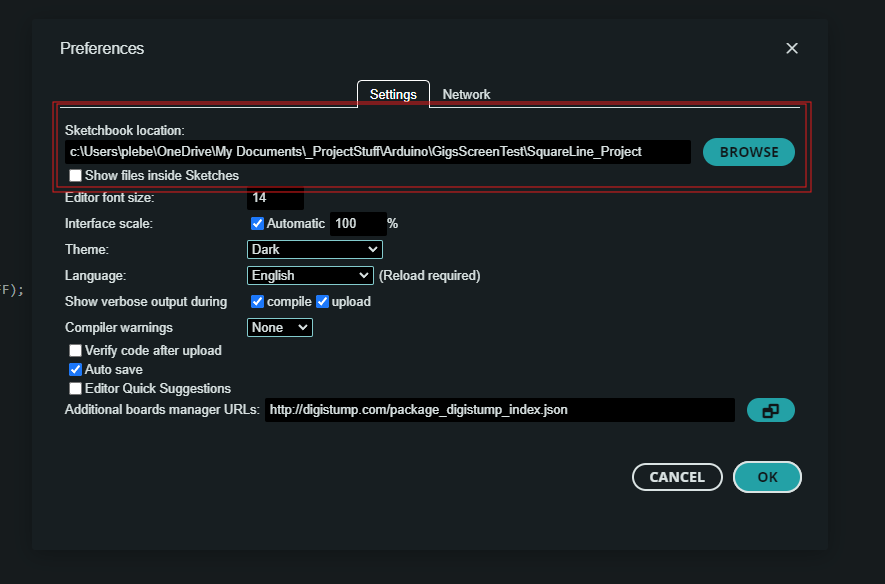 Preferences
Settings Network
Sketchbook location:
c:\Users\plebe\OneDrive\My Documents\_ProjectStuff\Arduino\GigsScreenTest\SquareLine_Project BROWSE
Show files inside Sketches
Editor font size: 14
Interface scale: Automatic 100 %
Theme: Dark
Language: English (Reload required)
F);
Show verbose output during compile upload
Compiler warnings None
Verify code after upload
Auto save
Editor Quick Suggestions
Additional boards manager URLs: http://digistump.com/package_digistump_index.json
CANCEL OK